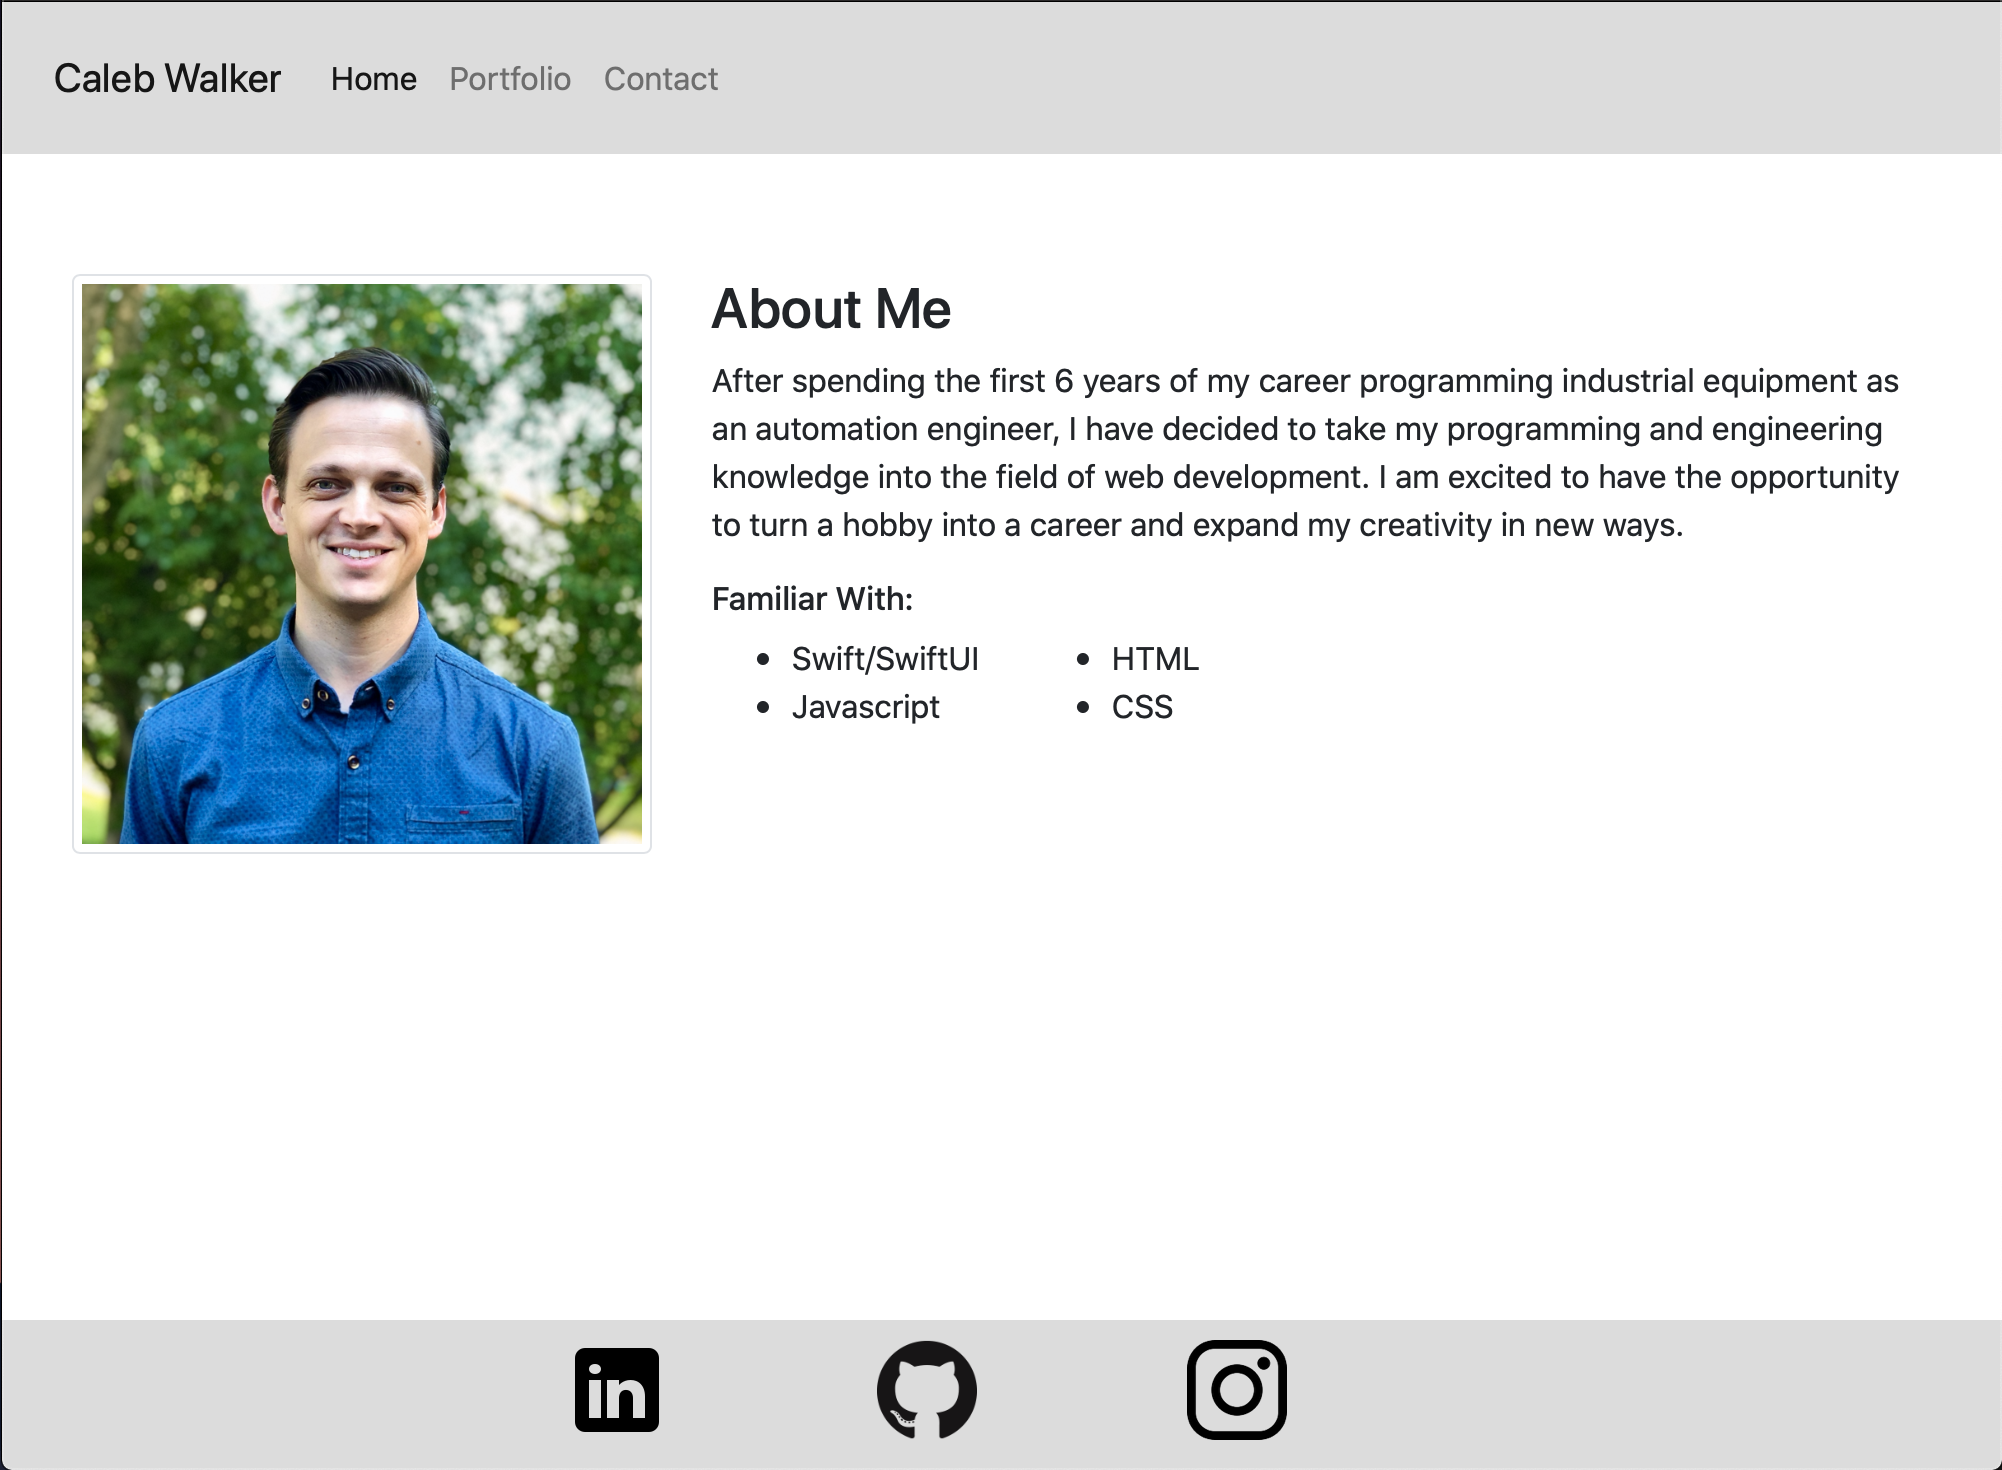 Caleb Walker Home Portfolio Contact
About Me
After spending the first 6 years of my career programming industrial equipment as
an automation engineer, I have decided to take my programming and engineering
knowledge into the field of web development. I am excited to have the opportunity
to turn a hobby into a career and expand my creativity in new ways.
Familiar With:
Swift/SwiftUI
Javascript
HTML
CSS
in